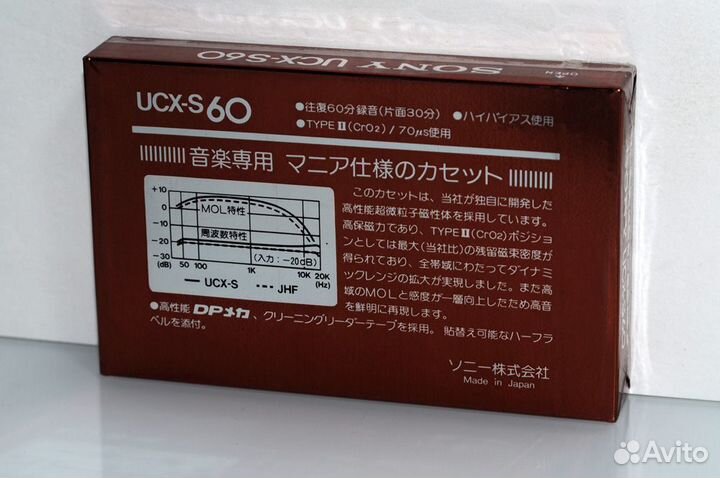 SONY UCX-S60
OPEN
UCX-S 60
●往復60分録音(片面30分) ●ハイバイアス使用
●TYPE II (CrO2) / 70μs使用
音楽専用 マニア仕様のカセット
このカセットは、当社が独自に開発した
高性能超微粒子磁性体を採用しています。
高保磁力であり、TYPE II (CrO2)ポジショ
ンとしては最大(当社比)の残留磁束密度が
得られており、全帯域にわたってダイナミ
ックレンジの拡大が実現しました。また高
域のMOLと感度が一層向上したため高音
を鮮明に再現します。
+10
0
-10
-20
-30
(dB)
MOL特性
周波数特性
(入力:-20dB)
50 100 1K 10K 20K
(Hz)
UCX-S JHF
●高性能DPメカ、クリーニングリーダーテープを採用。貼替え可能なハーフラ
ベルを添付。
ソニー株式会社
Made in Japan
Avito